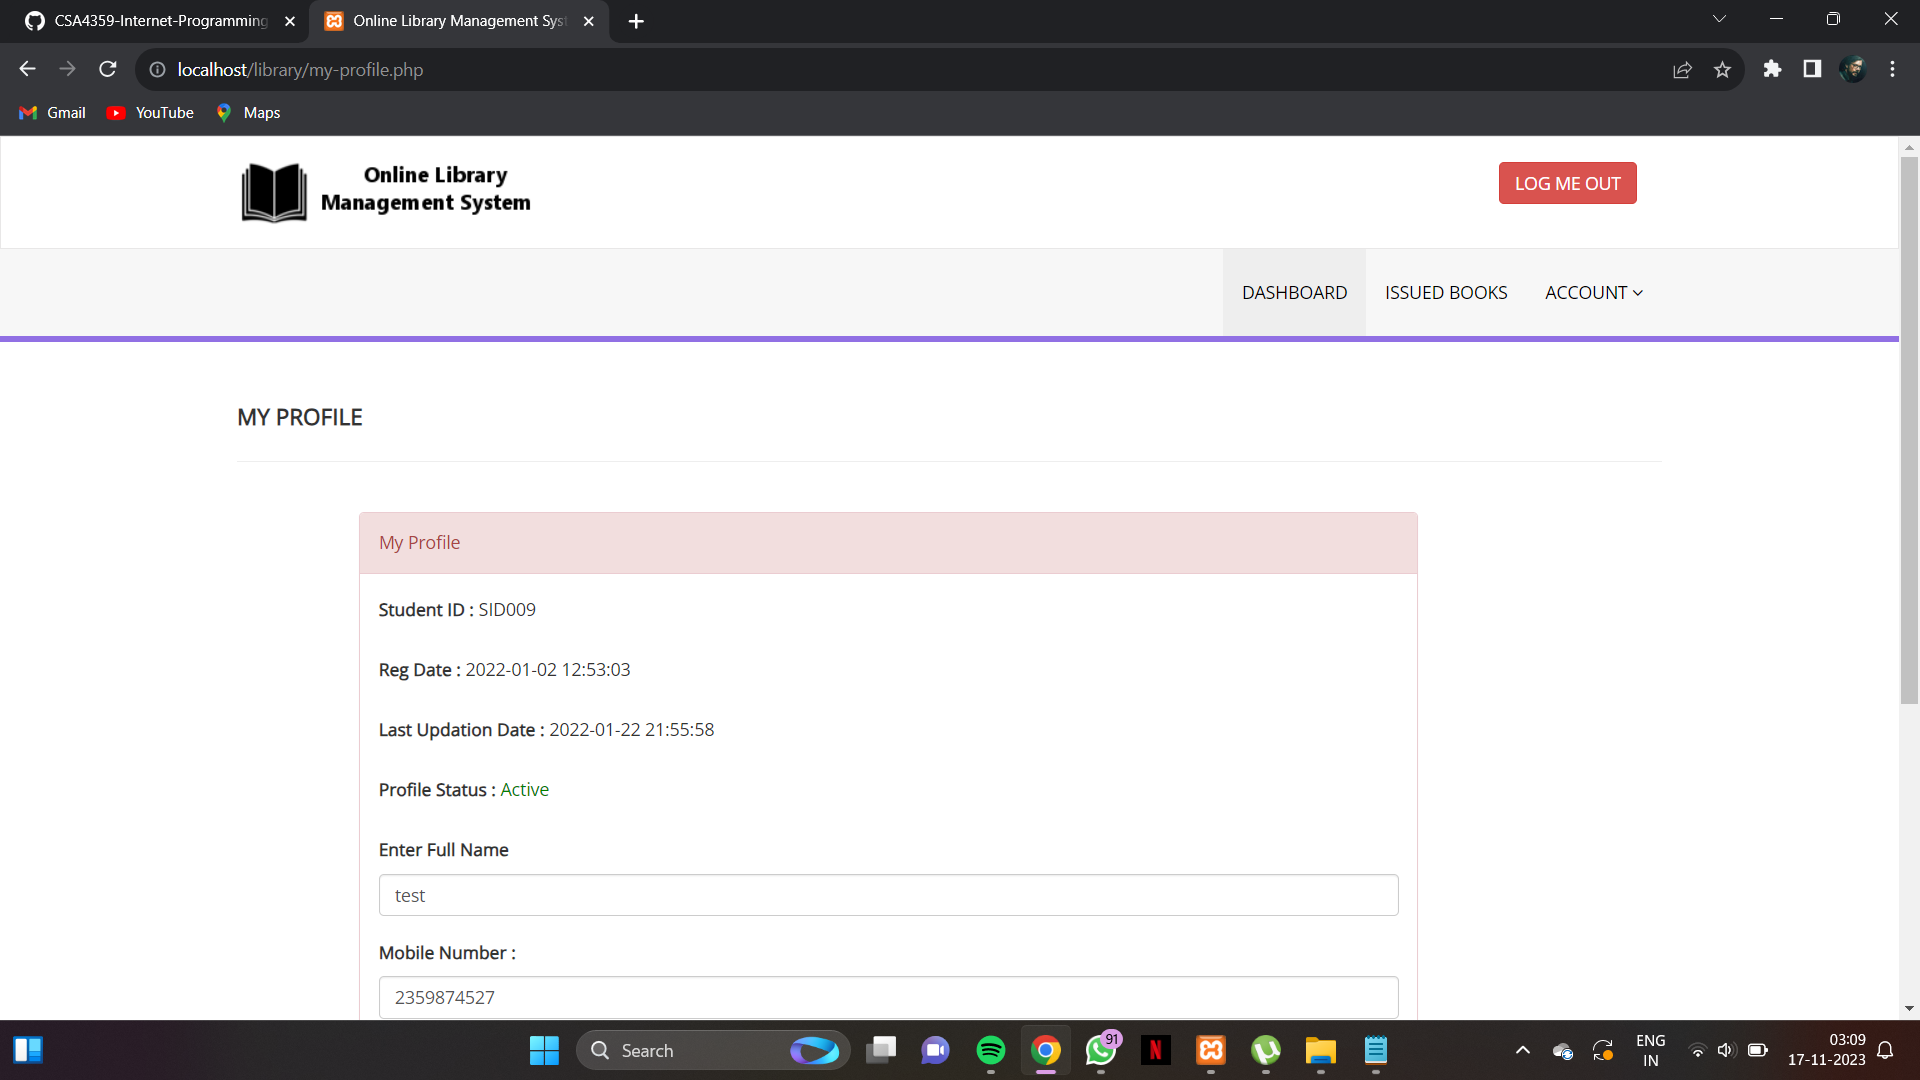 CSA4359-Internet-Programming
Online Library Management Syst
localhost/library/my-profile.php
Gmail
YouTube
Maps
Online Library
Management System
LOG ME OUT
DASHBOARD
ISSUED BOOKS
ACCOUNT
MY PROFILE
My Profile
Student ID : SID009
Reg Date : 2022-01-02 12:53:03
Last Updation Date : 2022-01-22 21:55:58
Profile Status : Active
Enter Full Name
test
Mobile Number :
2359874527
Search
91
N
ENG
IN
03:09
17-11-2023